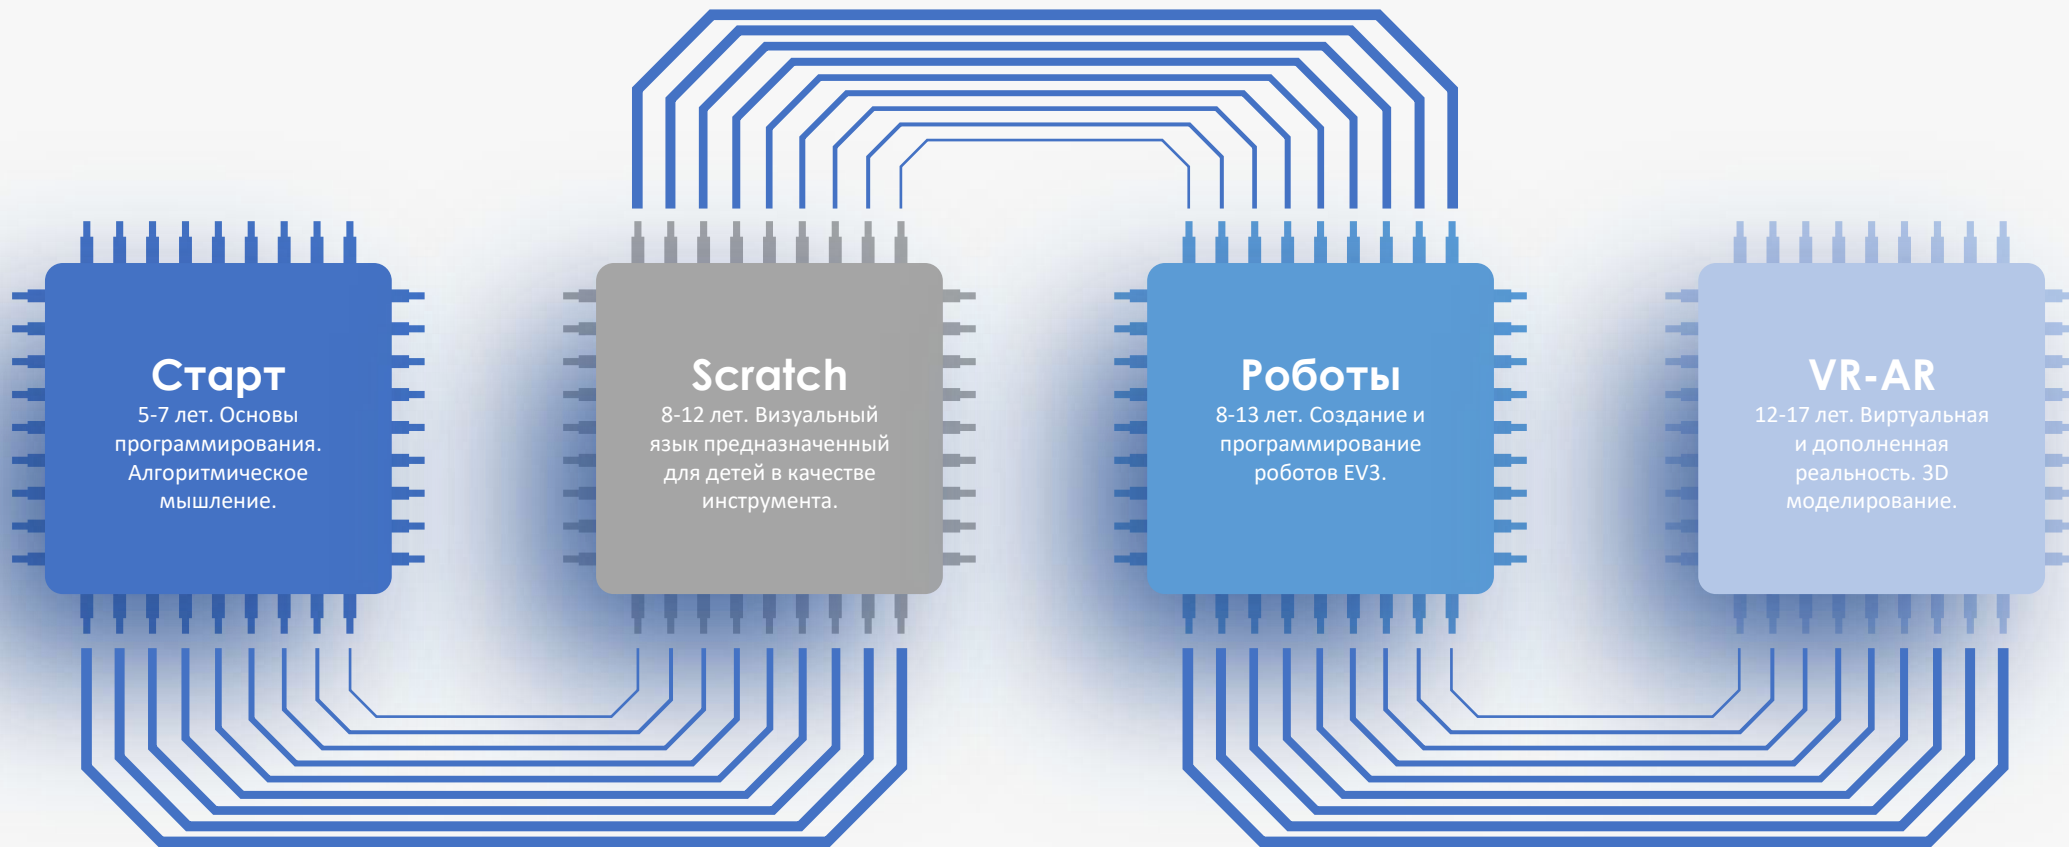 Старт
5-7 лет. Основы
программирования.
Алгоритмическое
мышление.
Scratch
8-12 лет. Визуальный
язык предназначенный
для детей в качестве
инструмента.
Роботы
8-13 лет. Создание и
программирование
роботов EV3.
VR-AR
12-17 лет. Виртуальная
и дополненная
реальность. 3D
моделирование.